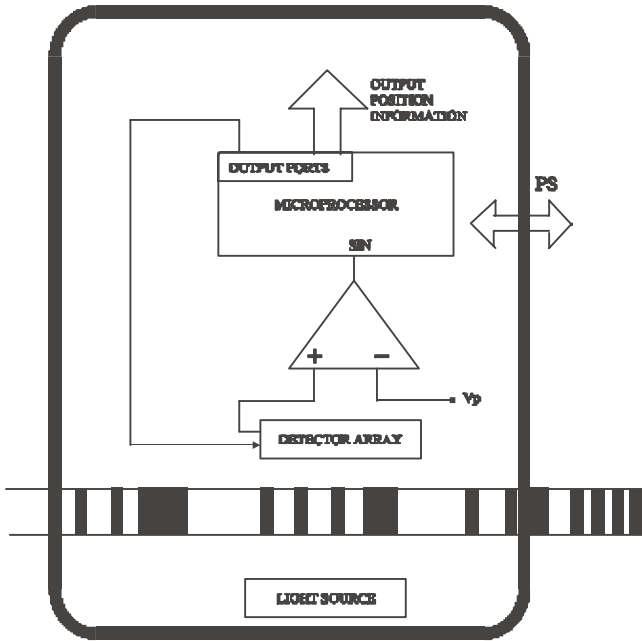 OUTPUT
POSITION
INFORMATION
OUTPUT PORTS
MICROPROCESSOR
PS
SIN
+ −
Vp
DETECTOR ARRAY
LIGHT SOURCE